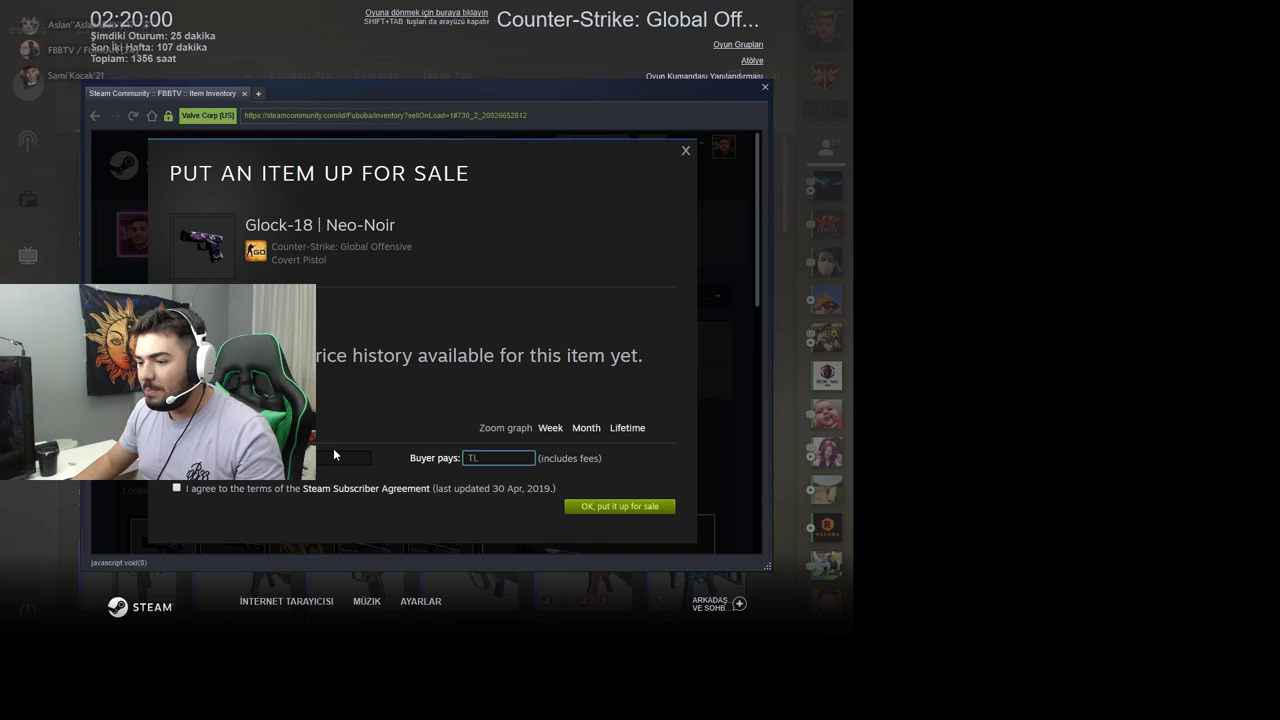 02:20:00
Şimdiki Oturum: 25 dakika
Son İki Hafta: 107 dakika
Toplam: 1356 saat
Oyuna dönmek için buraya tıklayın
SHIFT+TAB tuşları da arayüzü kapatır
Counter-Strike: Global Off...
Oyun Grupları
Atölye
Oyun Kumandası Yapılandırması
Sami'Kocak'21
Steam Community :: FBBTV :: Item Inventory
Valve Corp [US]
https://steamcommunity.com/id/Fububa/inventory?sellOnLoad=1#730_2_20026652812
PUT AN ITEM UP FOR SALE
X
Glock-18 | Neo-Noir
GO
Counter-Strike: Global Offensive
Covert Pistol
rice history available for this item yet.
Zoom graph Week Month Lifetime
Buyer pays: TL (includes fees)
I agree to the terms of the Steam Subscriber Agreement (last updated 30 Apr, 2019.)
OK, put it up for sale
javascript:void(0)
STEAM
İNTERNET TARAYICISI
MÜZİK
AYARLAR
ARKADAŞ
VE SOHB...